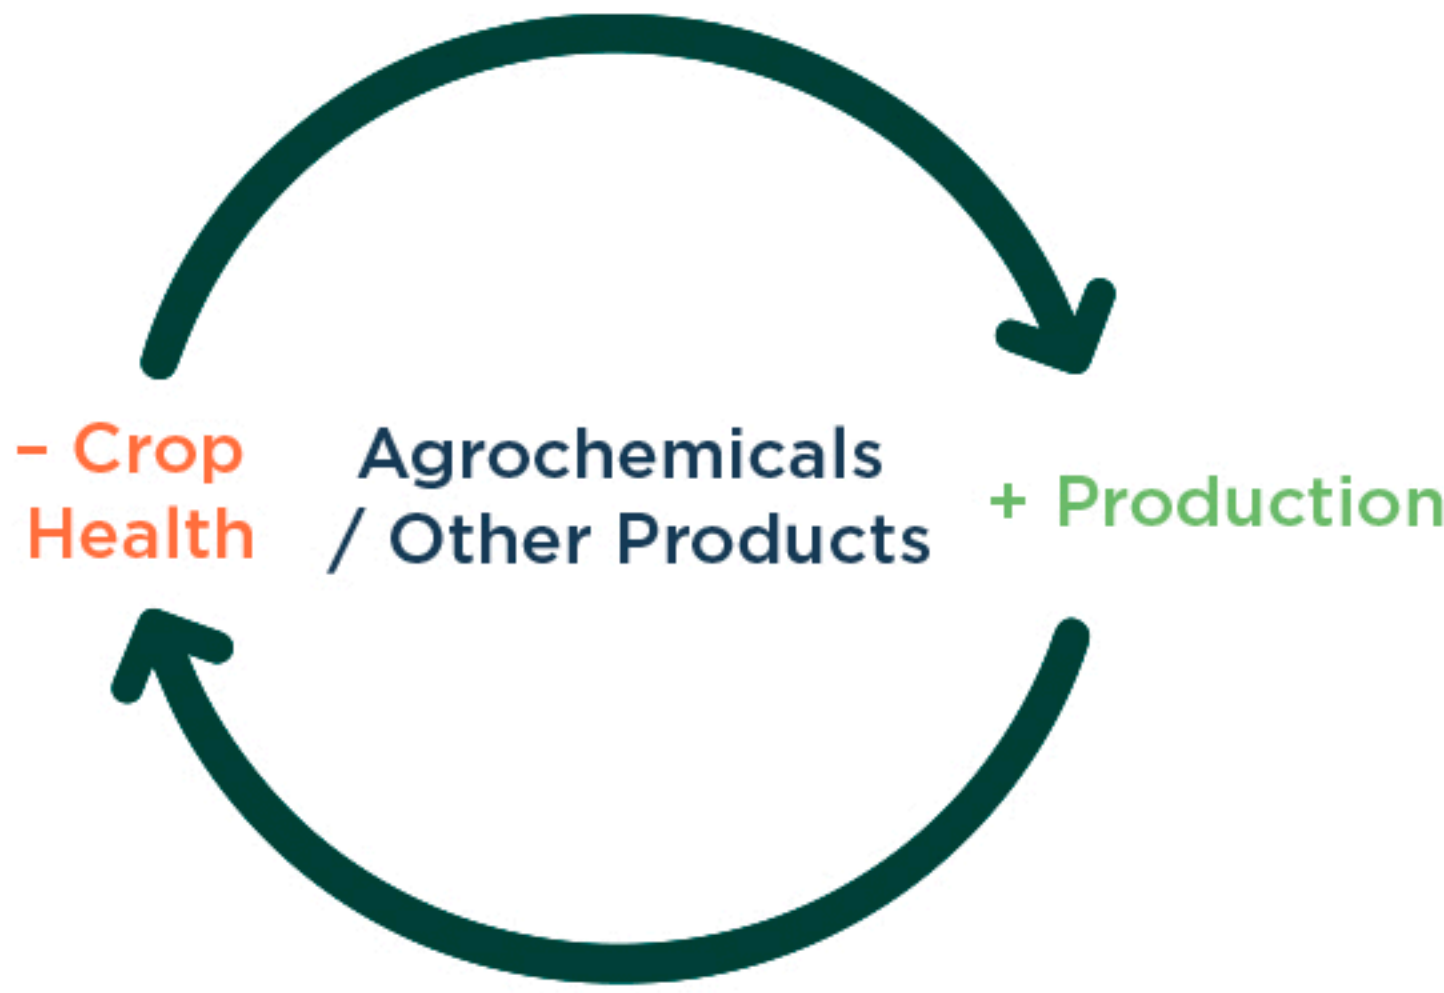 – Crop
Health
Agrochemicals
/ Other Products
+ Production